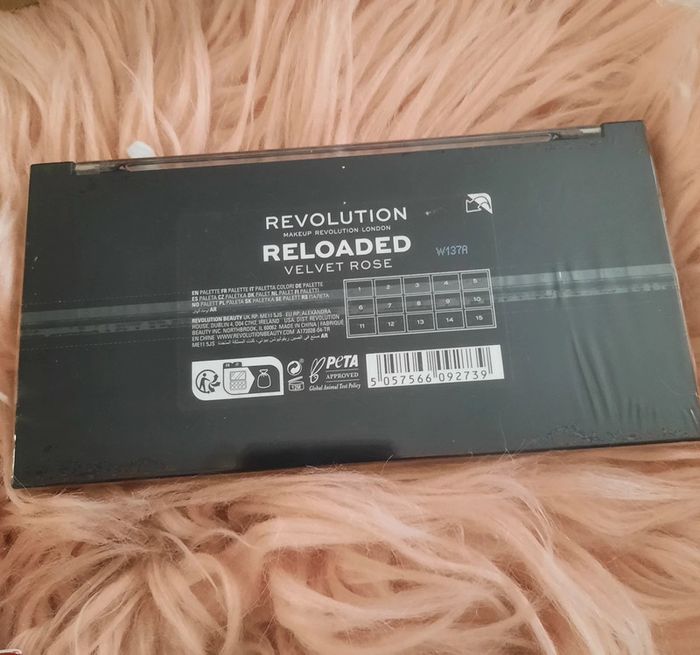 REVOLUTION
MAKEUP REVOLUTION LONDON
RELOADED
VELVET ROSE
W137A
EN PALETTE FR PALETTE IT PALETTA COLORI DE PALETTE
ES PALETA CZ PALETKA DK PALET NL PALET FI PALETTI
NO PALETT PL PALETA SK PALETKA SE PALETT RS ПАЛЕТА
AR
REVOLUTION BEAUTY UK RP: ME11 5JS EU RP: ALEXANDRA
HOUSE, DUBLIN 4, D04 C7H2, IRELAND USA: DIST. REVOLUTION
BEAUTY INC. NORTHBROOK, IL 60062 MADE IN CHINA / FABRIQUE
EN CHINE WWW.REVOLUTIONBEAUTY.COM
ME11 5JS
1 2 3 4 5
6 7 8 9 10
11 12 13 14 15
12M
PETA
APPROVED
Global Animal Test Policy
5 057566 092739